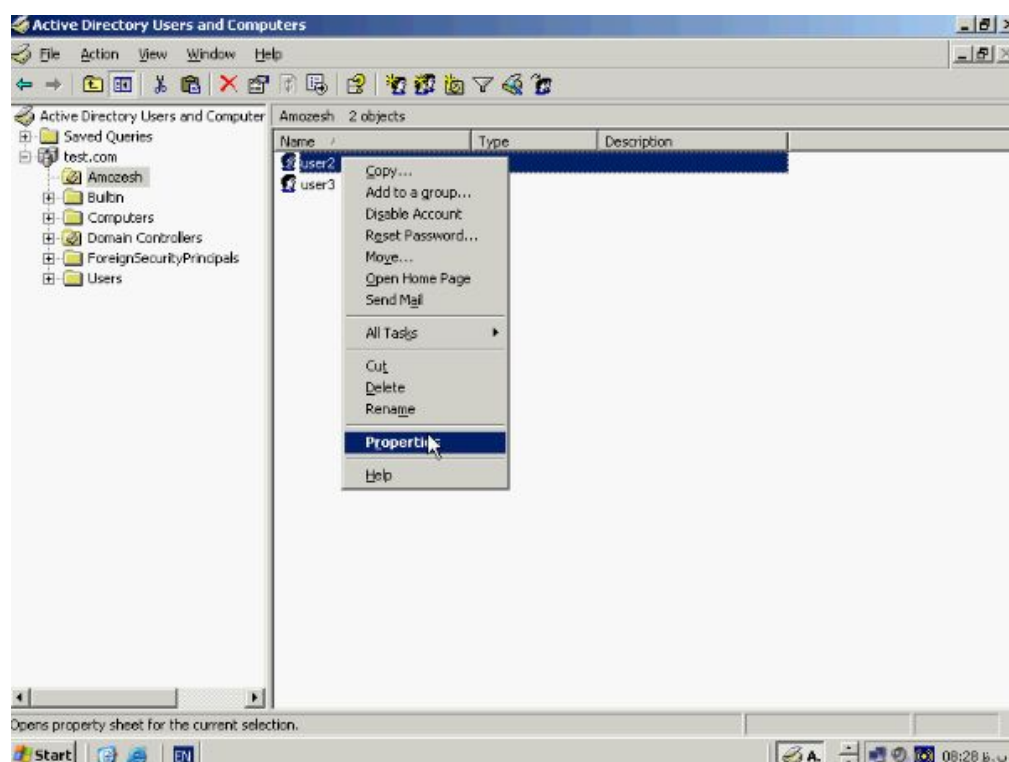 Active Directory Users and Computers
File Action View Window Help
Active Directory Users and Computer
Amozesh 2 objects
Saved Queries
test.com
Amozesh
Builtin
Computers
Domain Controllers
ForeignSecurityPrincipals
Users
Name Type Description
user2
user3
Copy...
Add to a group...
Disable Account
Reset Password...
Move...
Open Home Page
Send Mail
All Tasks
Cut
Delete
Rename
Properties
Help
Opens property sheet for the current selection.
Start EN A. 08:28 ب.ظ